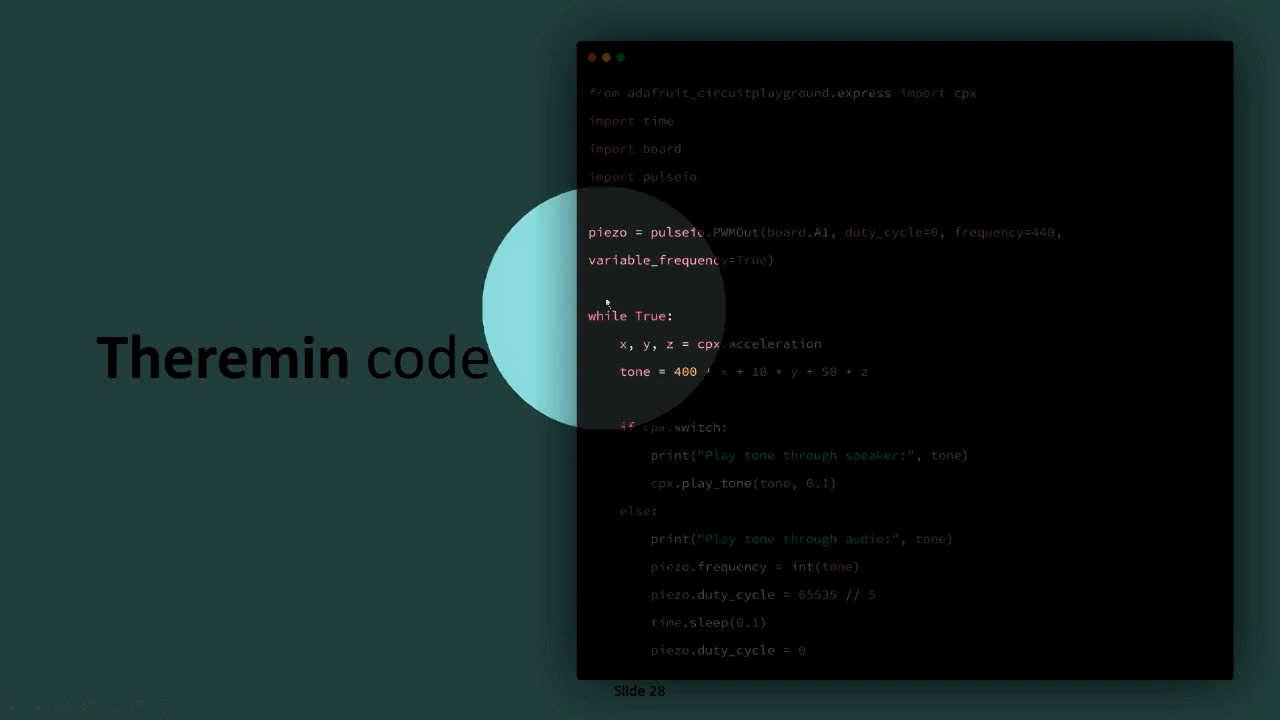 Theremin code
from adafruit_circuitplayground.express import cpx
import time
import board
import pulseio
piezo = pulseio.PWMOut(board.A1, duty_cycle=0, frequency=440,
variable_frequency=True)
while True:
x, y, z = cpx.acceleration
tone = 400 * x + 10 * y + 50 * z
if cpx.switch:
print("Play tone through speaker:", tone)
cpx.play_tone(tone, 0.1)
else:
print("Play tone through audio:", tone)
piezo.frequency = int(tone)
piezo.duty_cycle = 65535 // 5
time.sleep(0.1)
piezo.duty_cycle = 0
Slide 28